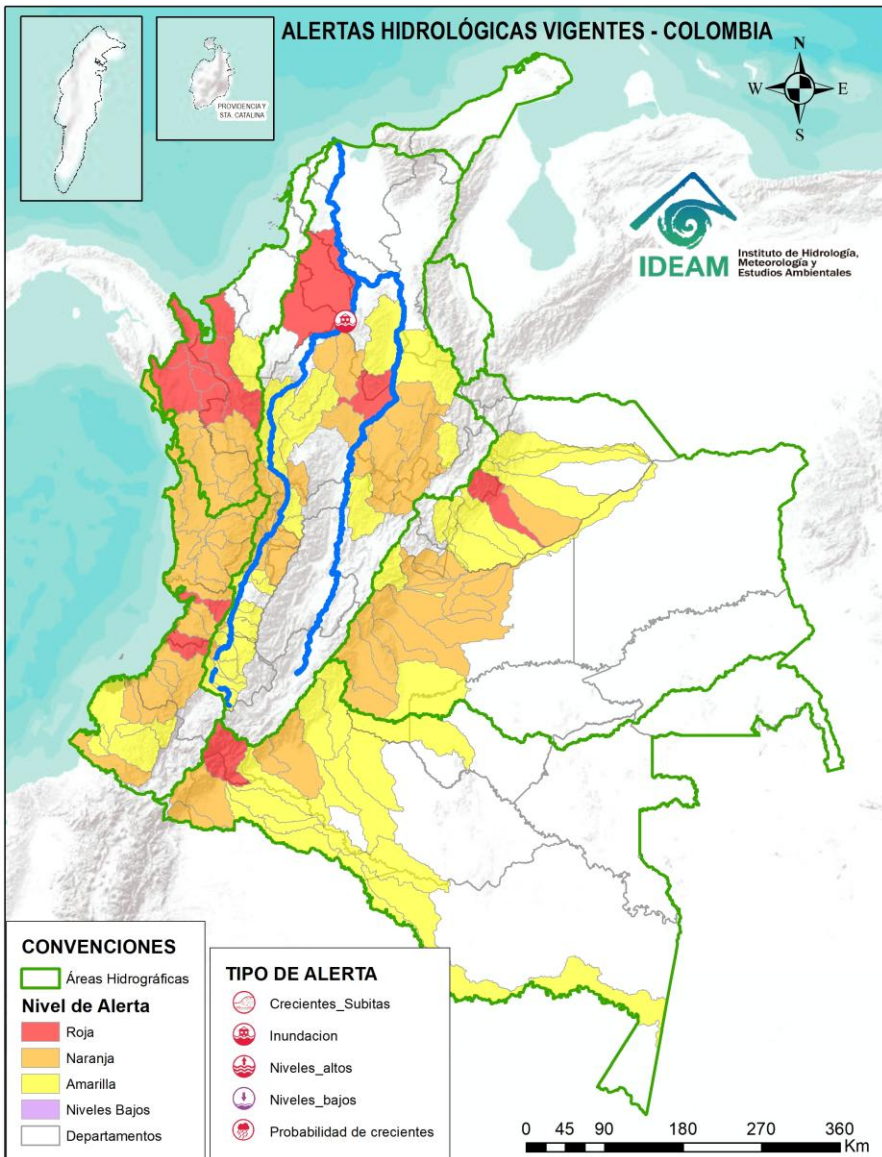 ALERTAS HIDROLÓGICAS VIGENTES - COLOMBIA
PROVIDENCIA Y
STA. CATALINA
N
W
E
S
IDEAM
Instituto de Hidrología,
Meteorología y
Estudios Ambientales
CONVENCIONES
Áreas Hidrográficas
Nivel de Alerta
Roja
Naranja
Amarilla
Niveles Bajos
Departamentos
TIPO DE ALERTA
Crecientes_Subitas
Inundacion
Niveles_altos
Niveles_bajos
Probabilidad de crecientes
0 45 90 180 270 360
Km